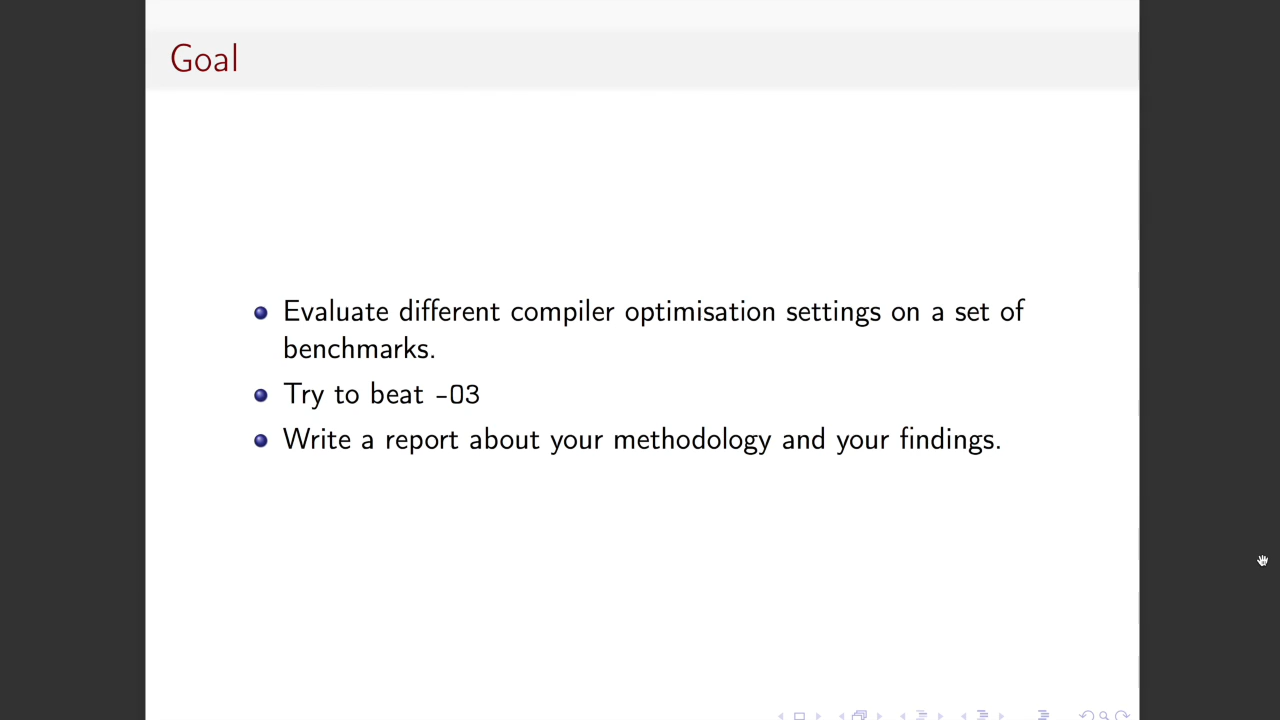 Goal
Evaluate different compiler optimisation settings on a set of
benchmarks.
Try to beat -O3
Write a report about your methodology and your findings.